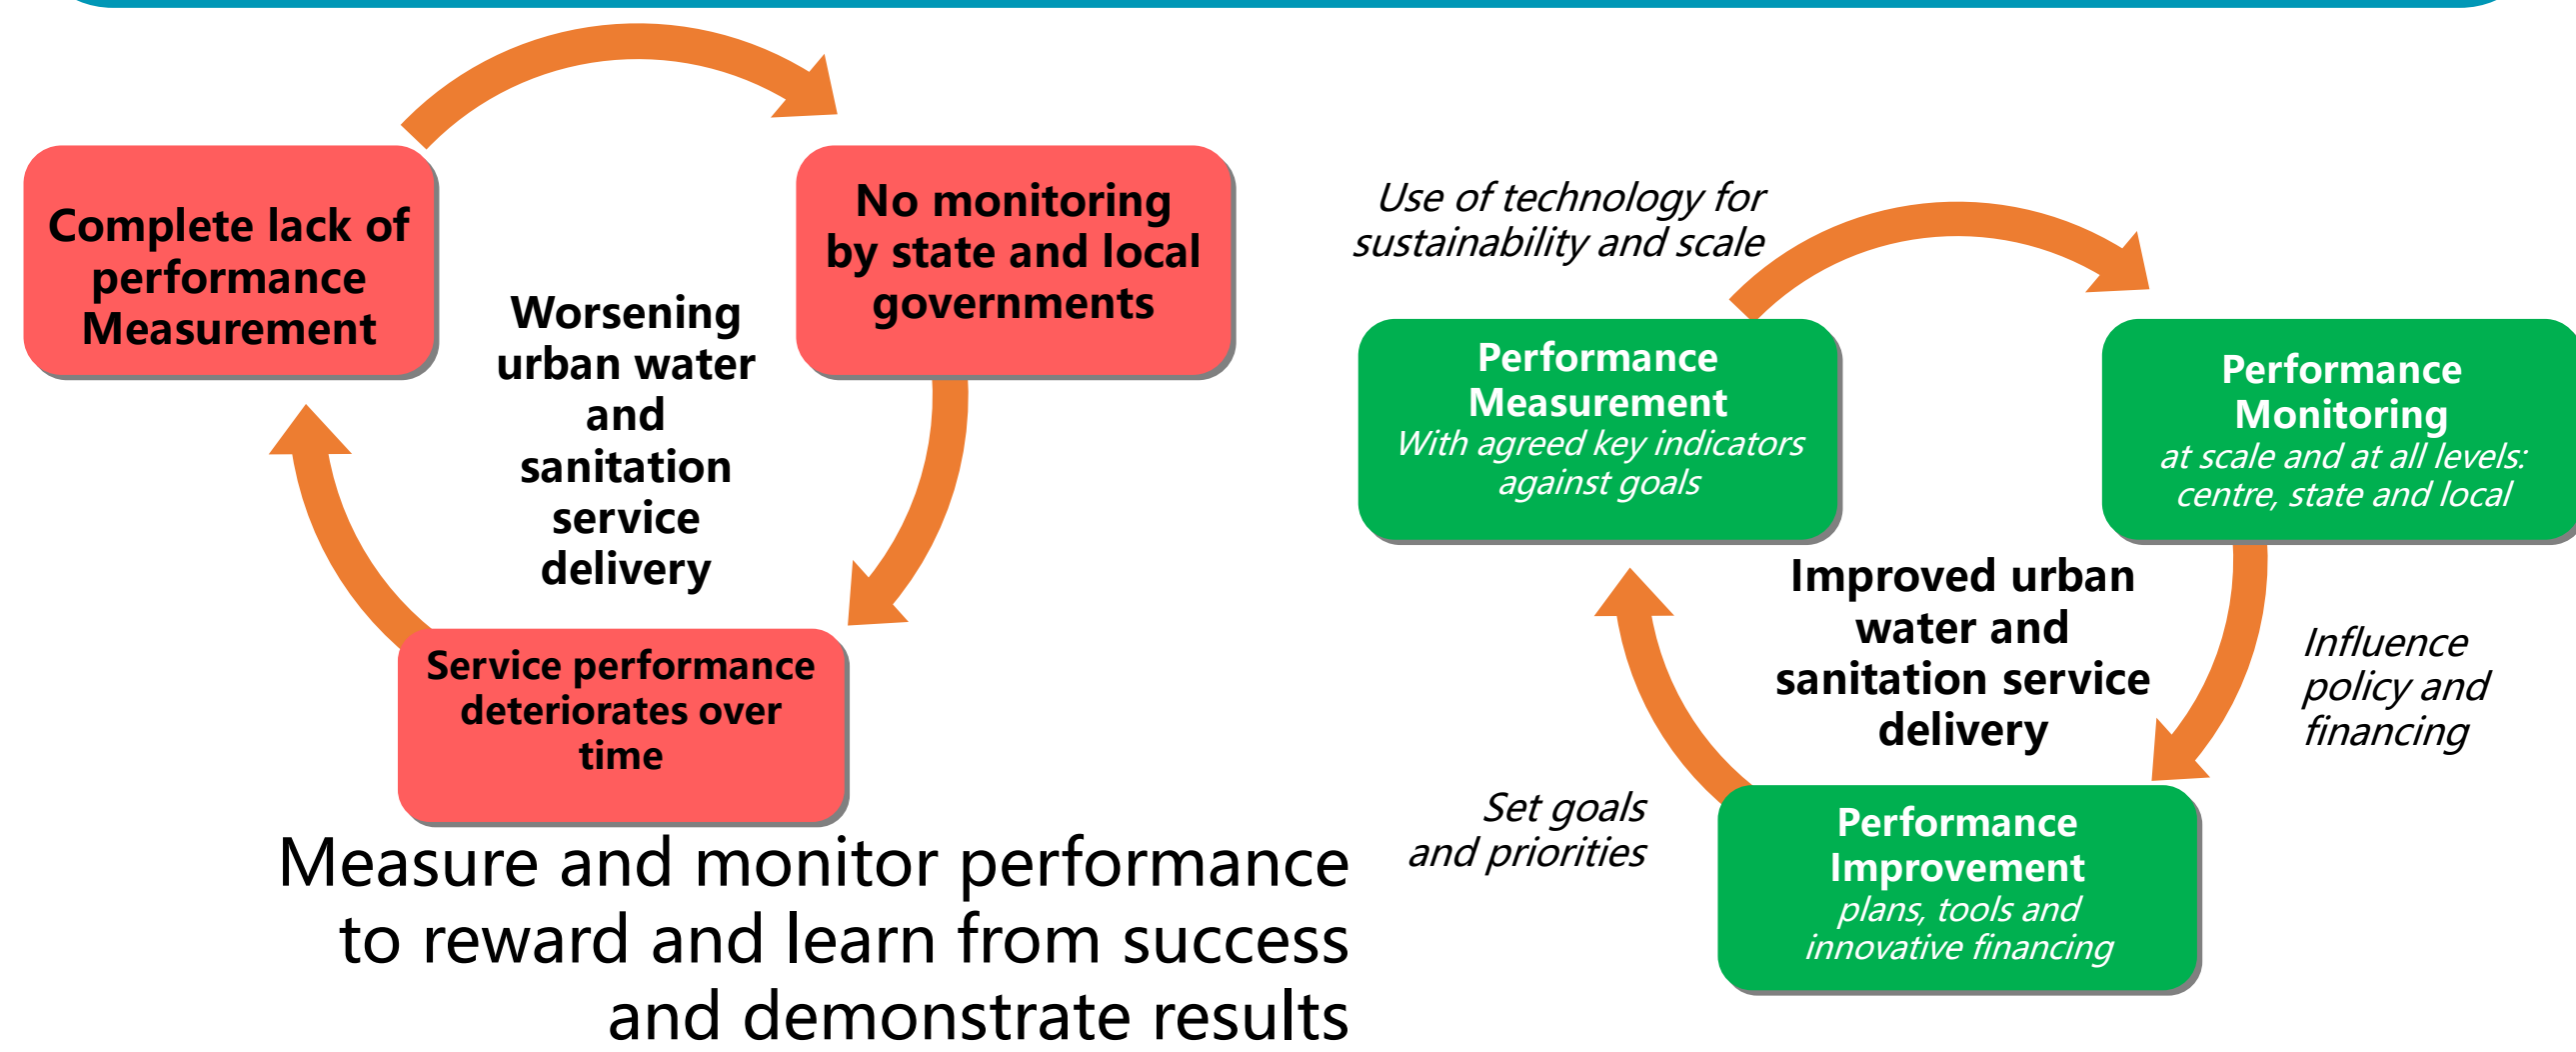 Complete lack of
performance
Measurement
No monitoring
by state and local
governments
Worsening
urban water
and
sanitation
service
delivery
Service performance
deteriorates over
time
Measure and monitor performance
to reward and learn from success
and demonstrate results
Use of technology for
sustainability and scale
Performance
Measurement
With agreed key indicators
against goals
Performance
Monitoring
at scale and at all levels:
centre, state and local
Improved urban
water and
sanitation service
delivery
Influence
policy and
financing
Set goals
and priorities
Performance
Improvement
plans, tools and
innovative financing